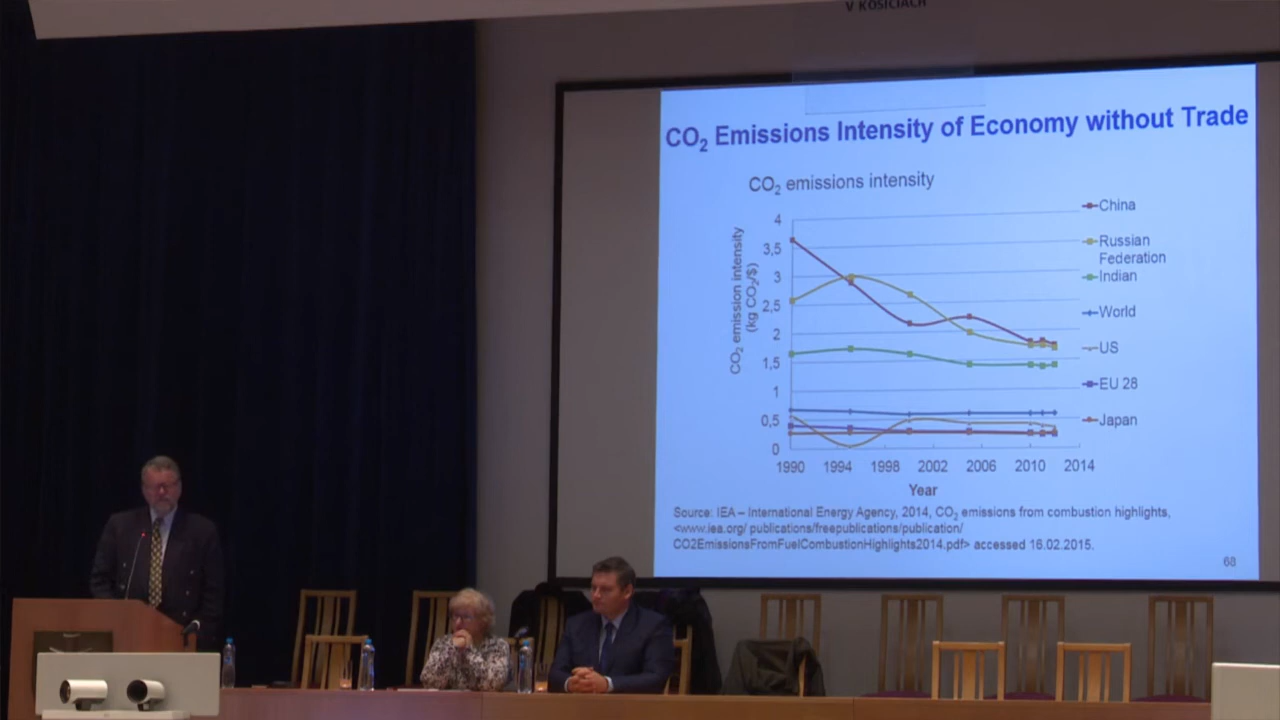 V KOŠICIACH
CO₂ Emissions Intensity of Economy without Trade
CO₂ emissions intensity
CO₂ emission intensity
(kg CO₂/$)
4
3,5
3
2,5
2
1,5
1
0,5
0
1990 1994 1998 2002 2006 2010 2014
Year
China
Russian
Federation
Indian
World
US
EU 28
Japan
Source: IEA – International Energy Agency, 2014, CO₂ emissions from combustion highlights,
<www.iea.org/ publications/freepublications/publication/
CO2EmissionsFromFuelCombustionHighlights2014.pdf> accessed 16.02.2015.
68